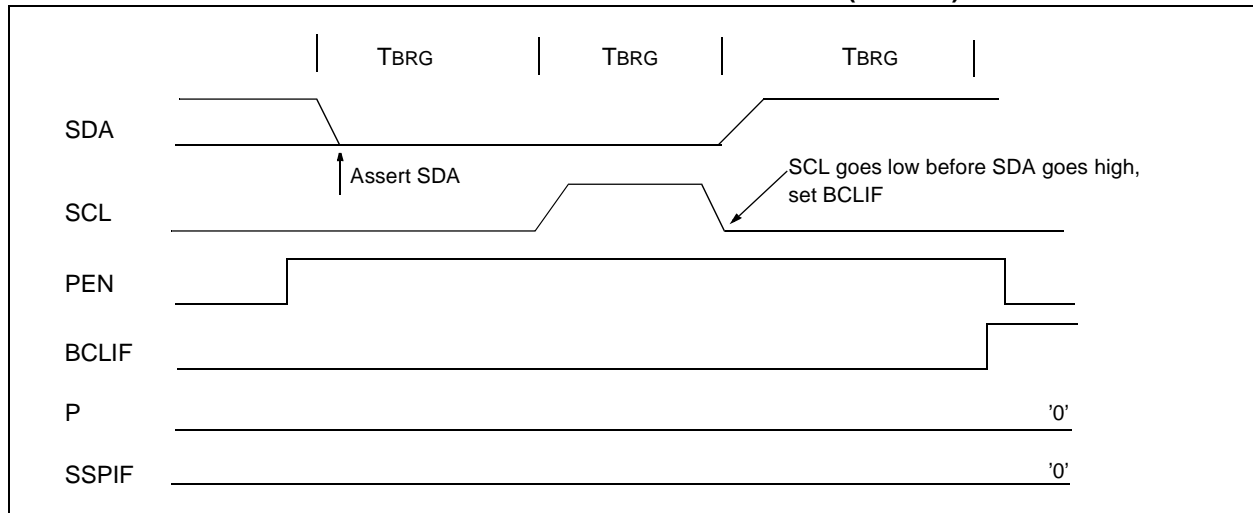 TBRG TBRG TBRG
SDA
Assert SDA
SCL goes low before SDA goes high,
set BCLIF
SCL
PEN
BCLIF
P '0'
SSPIF '0'